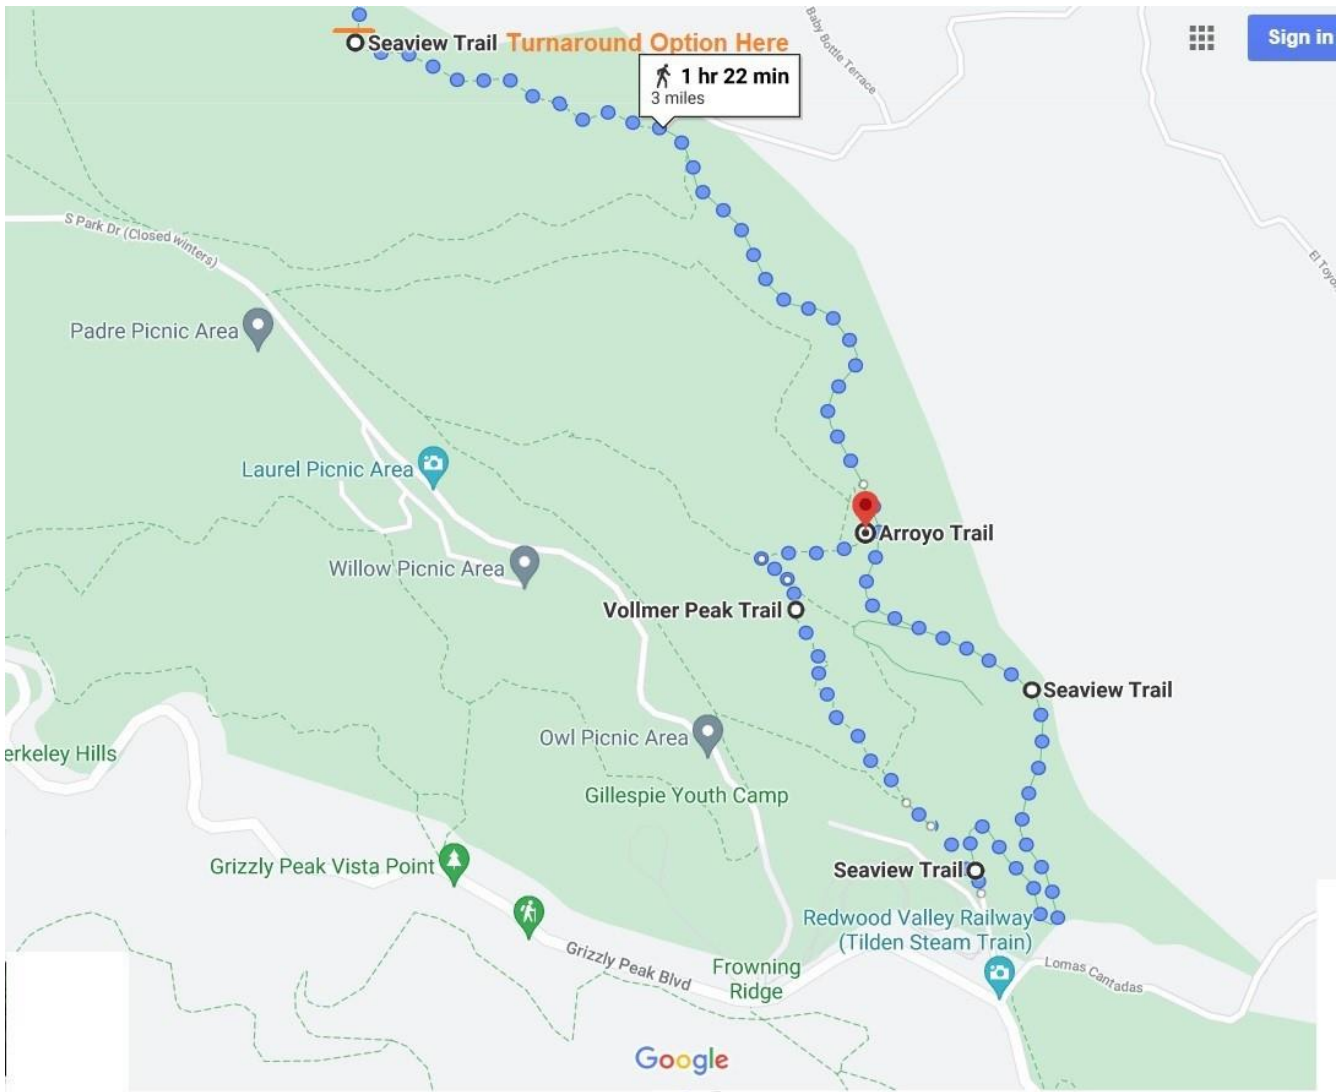 Seaview Trail Turnaround Option Here
Baby Bottle Terrace
Sign in
1 hr 22 min
3 miles
S Park Dr (Closed winters)
El Toyon
Padre Picnic Area
Laurel Picnic Area
Arroyo Trail
Willow Picnic Area
Vollmer Peak Trail
Seaview Trail
Owl Picnic Area
erkeley Hills
Gillespie Youth Camp
Grizzly Peak Vista Point
Seaview Trail
Redwood Valley Railway
(Tilden Steam Train)
Grizzly Peak Blvd
Frowning
Ridge
Lomas Cantadas
Google